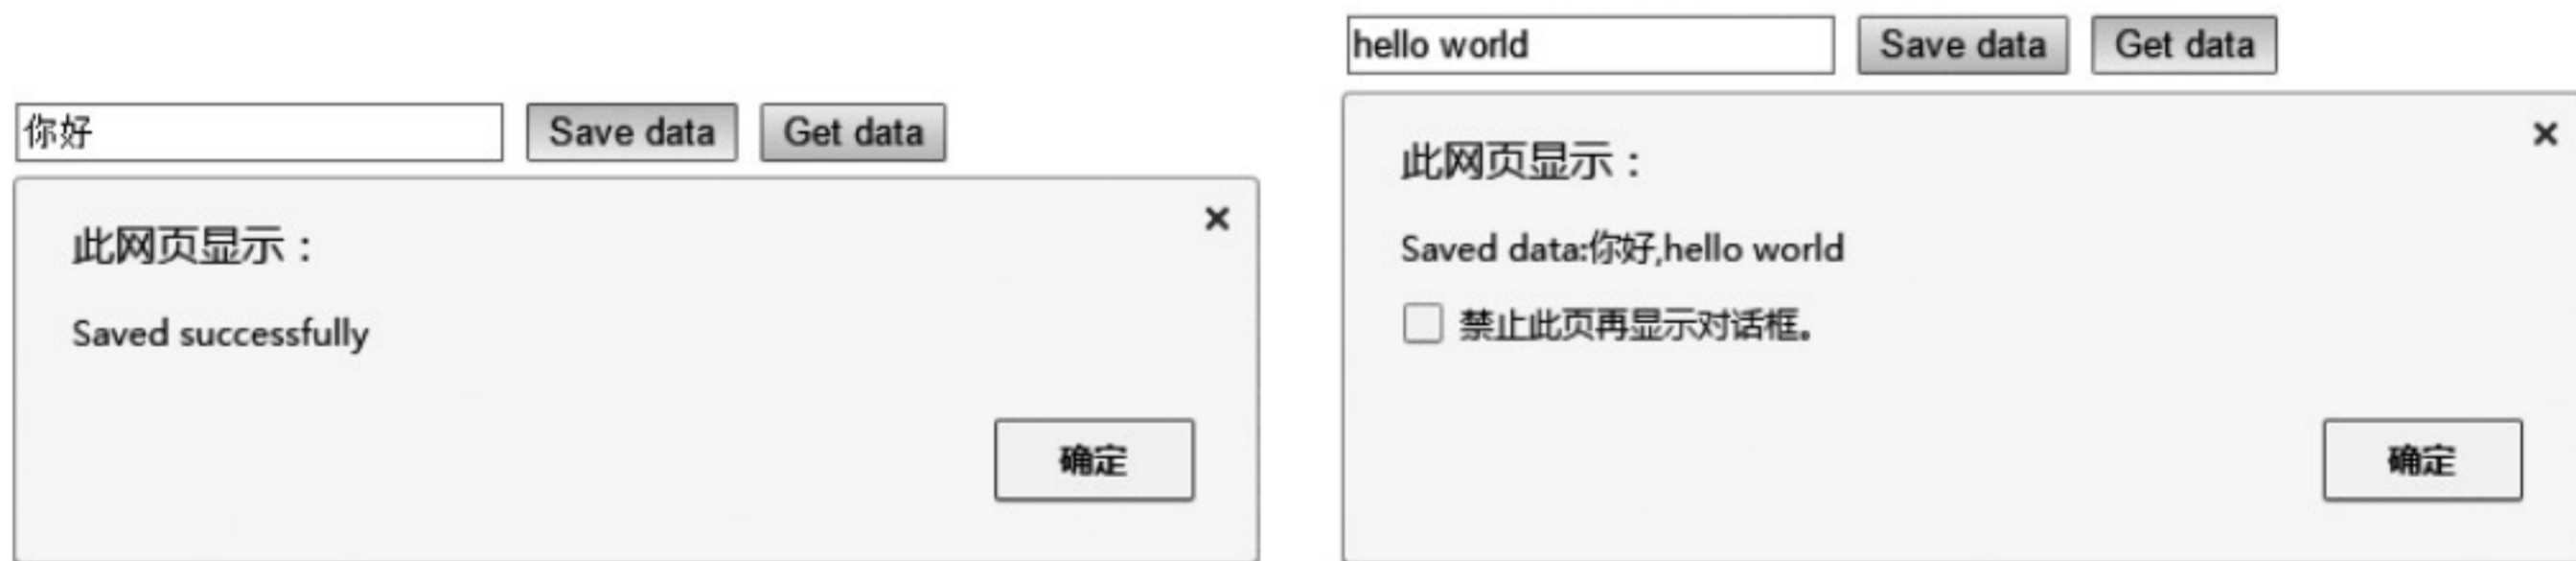 你好 Save data Get data
此网页显示：
Saved successfully
确定
hello world Save data Get data
此网页显示：
Saved data:你好,hello world
禁止此页再显示对话框。
确定